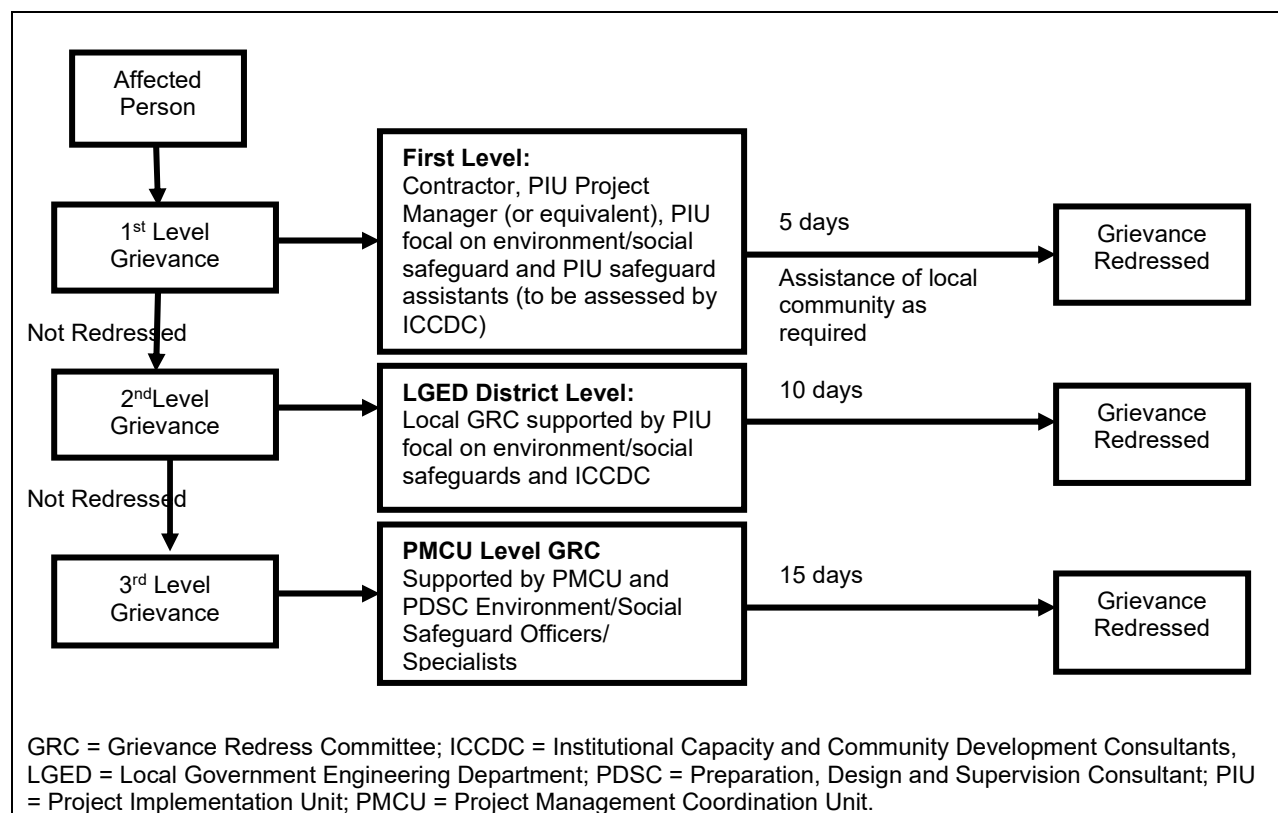 Affected
Person
First Level:
Contractor, PIU Project
Manager (or equivalent), PIU
focal on environment/social
safeguard and PIU safeguard
assistants (to be assessed by
ICCDC)
1st Level
Grievance
5 days
Assistance of local
community as
required
Grievance
Redressed
Not Redressed
2ndLevel
Grievance
LGED District Level:
Local GRC supported by PIU
focal on environment/social
safeguards and ICCDC
10 days
Grievance
Redressed
Not Redressed
3rd Level
Grievance
PMCU Level GRC
Supported by PMCU and
PDSC Environment/Social
Safeguard Officers/
Specialists
15 days
Grievance
Redressed
GRC = Grievance Redress Committee; ICCDC = Institutional Capacity and Community Development Consultants,
LGED = Local Government Engineering Department; PDSC = Preparation, Design and Supervision Consultant; PIU
= Project Implementation Unit; PMCU = Project Management Coordination Unit.